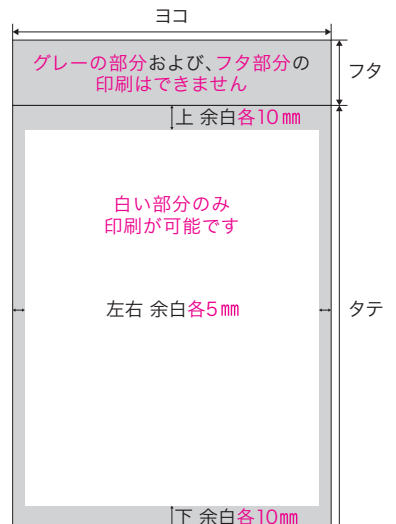 ヨコ
グレーの部分および、フタ部分の
印刷はできません
フタ
上 余白各10㎜
白い部分のみ
印刷が可能です
左右 余白各5㎜
タテ
下 余白各10㎜